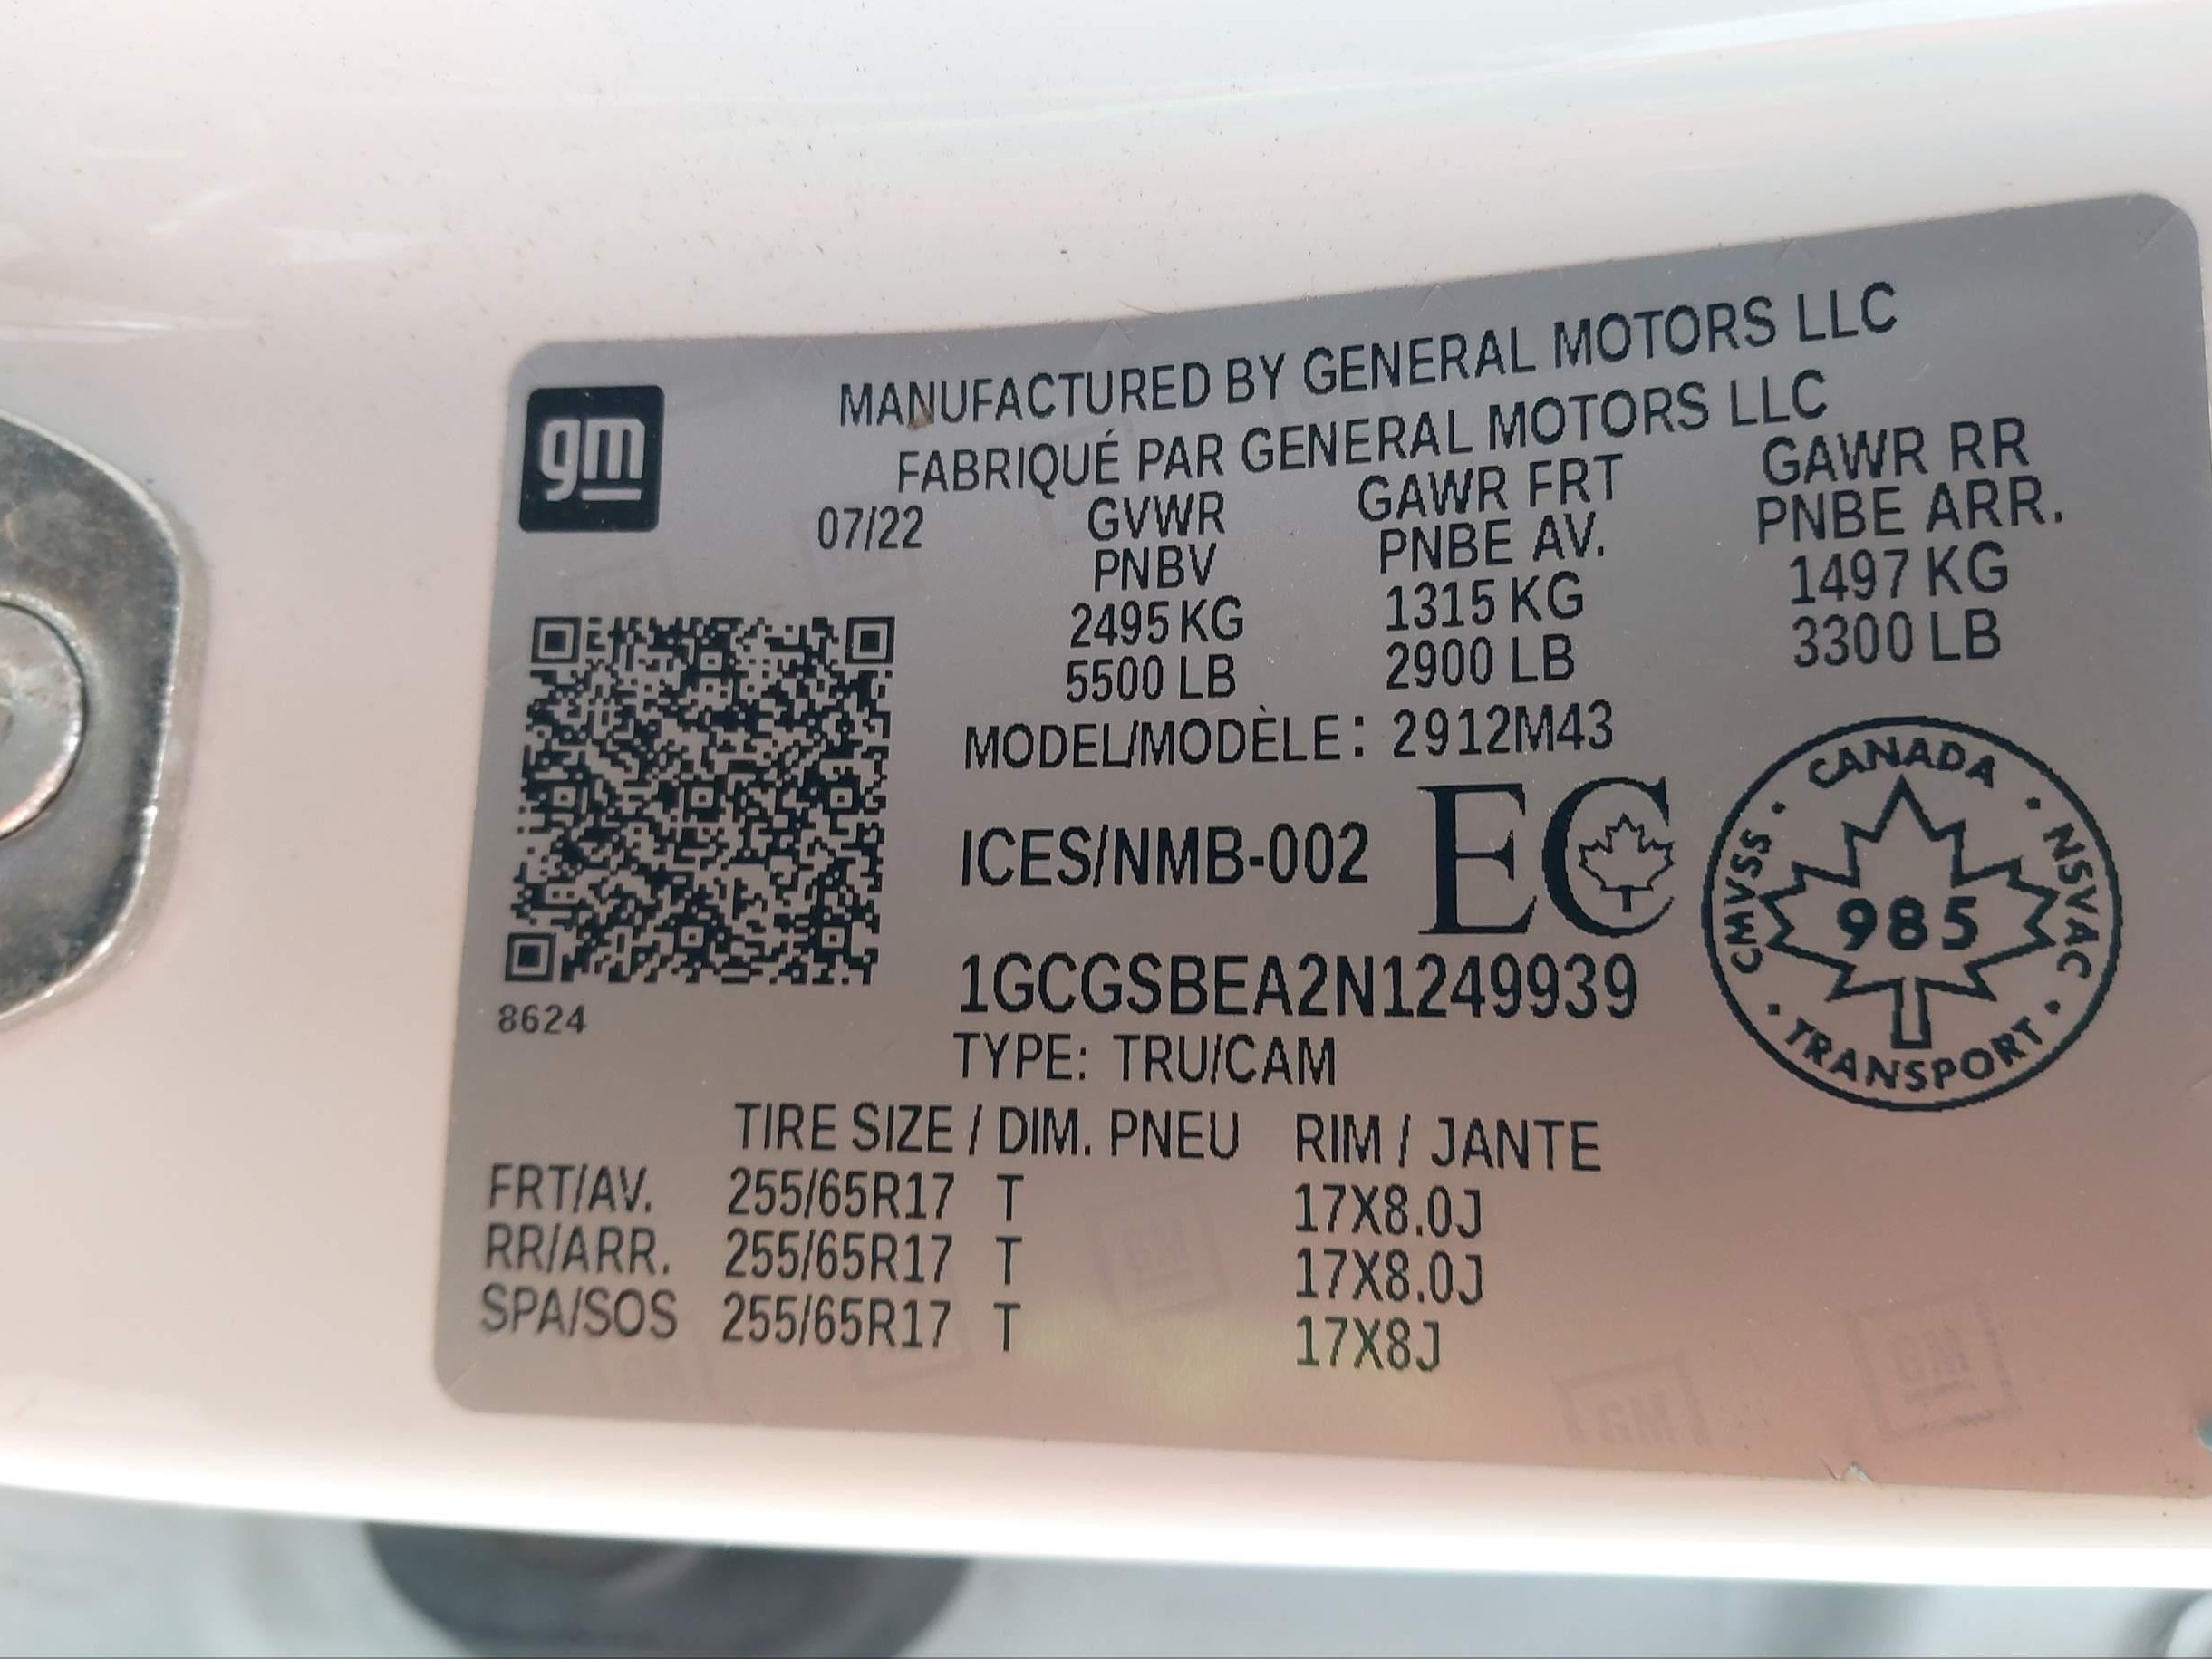 gm
MANUFACTURED BY GENERAL MOTORS LLC
FABRIQUÉ PAR GENERAL MOTORS LLC
07/22
GVWR GAWR FRT GAWR RR
PNBV PNBE AV. PNBE ARR.
2495 KG 1315 KG 1497 KG
5500 LB 2900 LB 3300 LB
MODEL/MODÈLE: 2912M43
ICES/NMB-002 EC
CANADA
CMVSS · NSVAC
985
TRANSPORT
1GCGSBEA2N1249939
8624
TYPE: TRU/CAM
TIRE SIZE / DIM. PNEU RIM / JANTE
FRT/AV. 255/65R17 T 17X8.0J
RR/ARR. 255/65R17 T 17X8.0J
SPA/SOS 255/65R17 T 17X8J